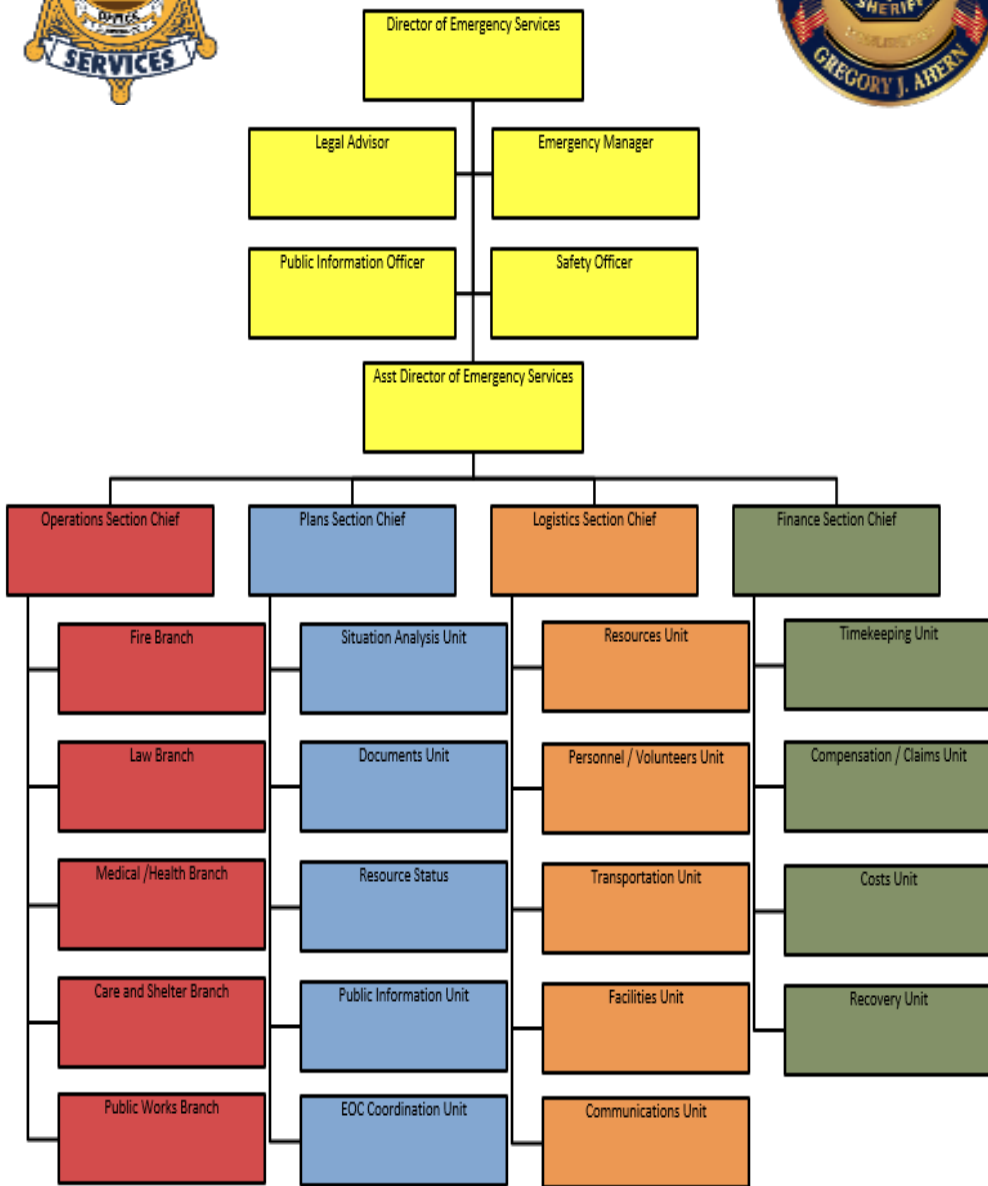 OFFICE
SERVICES
SHERIFF
GREGORY J. AHERN
Director of Emergency Services
Legal Advisor
Emergency Manager
Public Information Officer
Safety Officer
Asst Director of Emergency Services
Operations Section Chief
Plans Section Chief
Logistics Section Chief
Finance Section Chief
Fire Branch
Situation Analysis Unit
Resources Unit
Timekeeping Unit
Law Branch
Documents Unit
Personnel / Volunteers Unit
Compensation / Claims Unit
Medical /Health Branch
Resource Status
Transportation Unit
Costs Unit
Care and Shelter Branch
Public Information Unit
Facilities Unit
Recovery Unit
Public Works Branch
EOC Coordination Unit
Communications Unit